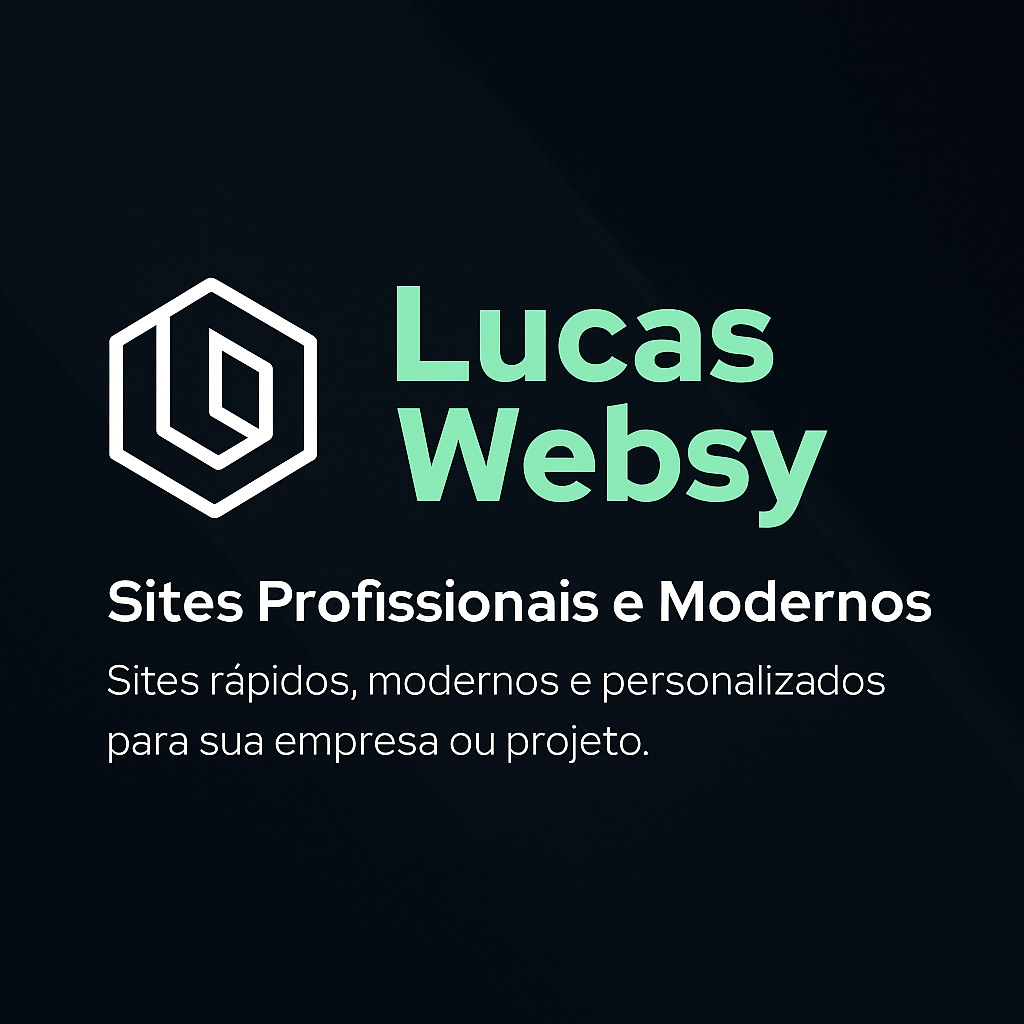 Lucas
Websy
Sites Profissionais e Modernos
Sites rápidos, modernos e personalizados
para sua empresa ou projeto.